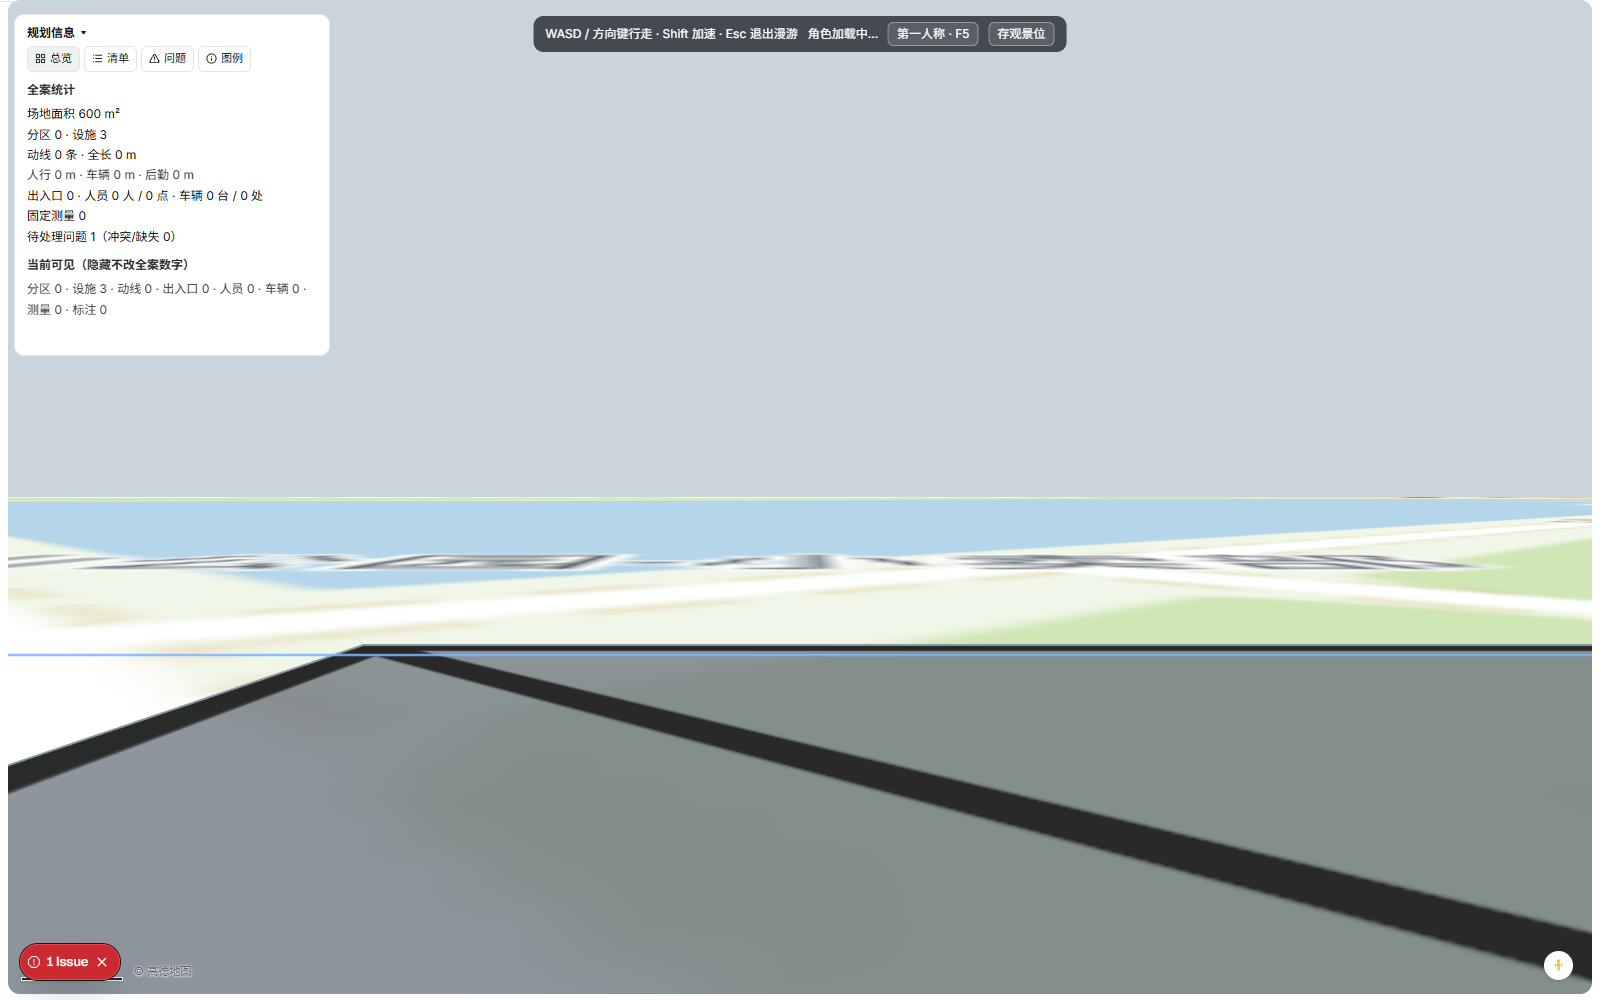 规划信息
总览 清单 问题 图例
全案统计
场地面积 600 m²
分区 0 · 设施 3
动线 0 条 · 全长 0 m
人行 0 m · 车辆 0 m · 后勤 0 m
出入口 0 · 人员 0 人 / 0 点 · 车辆 0 台 / 0 处
固定测量 0
待处理问题 1（冲突/缺失 0）
当前可见（隐藏不改全案数字）
分区 0 · 设施 3 · 动线 0 · 出入口 0 · 人员 0 · 车辆 0 ·
测量 0 · 标注 0
WASD / 方向键行走 · Shift 加速 · Esc 退出漫游 角色加载中... 第一人称 · F5 存观景位
1 Issue
© 高德地图